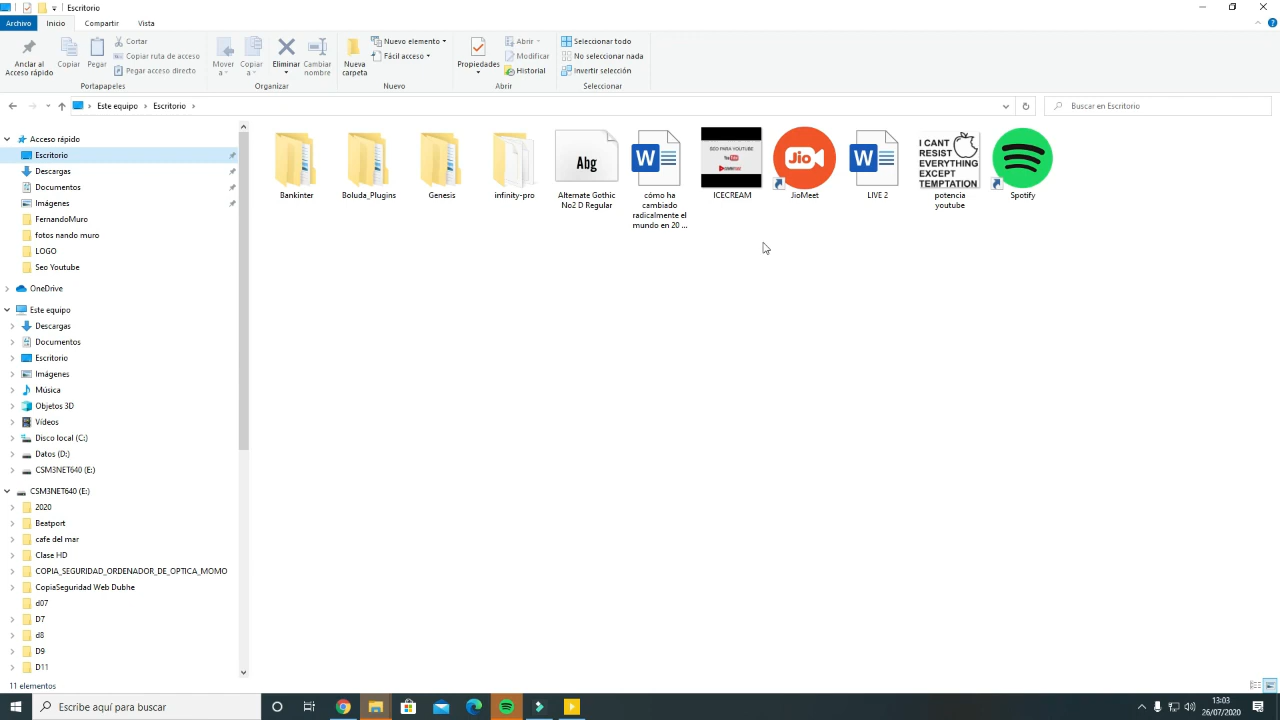 Escritorio
Archivo
Inicio
Compartir
Vista
Anclar al
Acceso rápido
Copiar
Pegar
Cortar
Copiar ruta de acceso
Pegar acceso directo
Portapapeles
Mover
a
Copiar
a
Eliminar
Cambiar
nombre
Organizar
Nueva
carpeta
Nuevo elemento
Fácil acceso
Nuevo
Propiedades
Abrir
Modificar
Historial
Abrir
Seleccionar todo
No seleccionar nada
Invertir selección
Seleccionar
Este equipo
Escritorio
Buscar en Escritorio
Acceso rápido
Escritorio
Descargas
Documentos
Imágenes
FernandoMuro
fotos nando muro
LOGO
Seo Youtube
OneDrive
Este equipo
Descargas
Documentos
Escritorio
Imágenes
Música
Objetos 3D
Vídeos
Disco local (C:)
Datos (D:)
CSM3NET640 (E:)
CSM3NET640 (E:)
2020
Beatport
cafe del mar
Clase HD
COPIA_SEGURIDAD_ORDENADOR_DE_OPTICA_MOMO
CopiaSeguridad Web Dubhe
d07
D7
d8
D9
D11
Bankinter
Boluda_Plugins
Genesis
infinity-pro
Abg
Alternate Gothic
No2 D Regular
W
cómo ha
cambiado
radicalmente el
mundo en 20 ...
SEO PARA YOUTUBE
ICECREAM
Jio
JioMeet
W
LIVE 2
I CANT
RESIST
EVERYTHING
EXCEPT
TEMPTATION
potencia
youtube
Spotify
11 elementos
Escribe aquí para buscar
13:03
26/07/2020